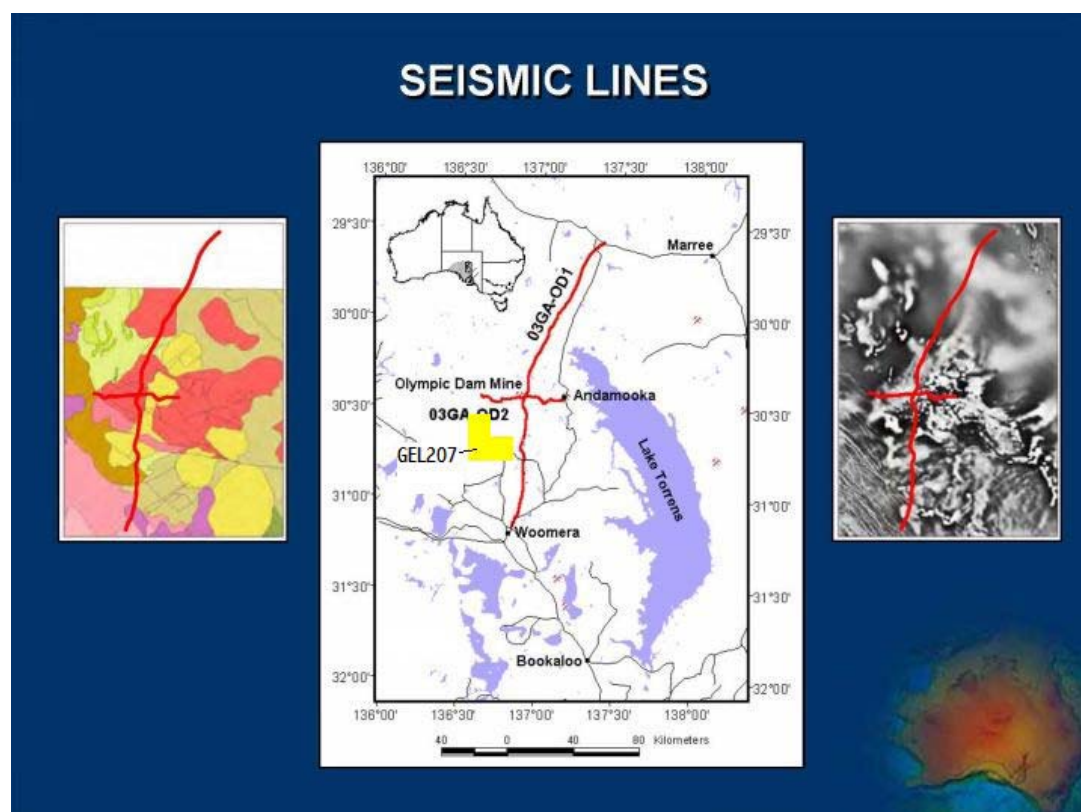 SEISMIC LINES
136°00' 136°30' 137°00' 137°30' 138°00'
29°30' 29°30'
Marree
03GA-OD1
30°00' 30°00'
Olympic Dam Mine
Andamooka
30°30' 30°30'
03GA-OD2
GEL207
Lake Torrens
31°00' 31°00'
Woomera
31°30' 31°30'
Bookaloo
32°00' 32°00'
136°00' 136°30' 137°00' 137°30' 138°00'
40 0 40 80 Kilometers